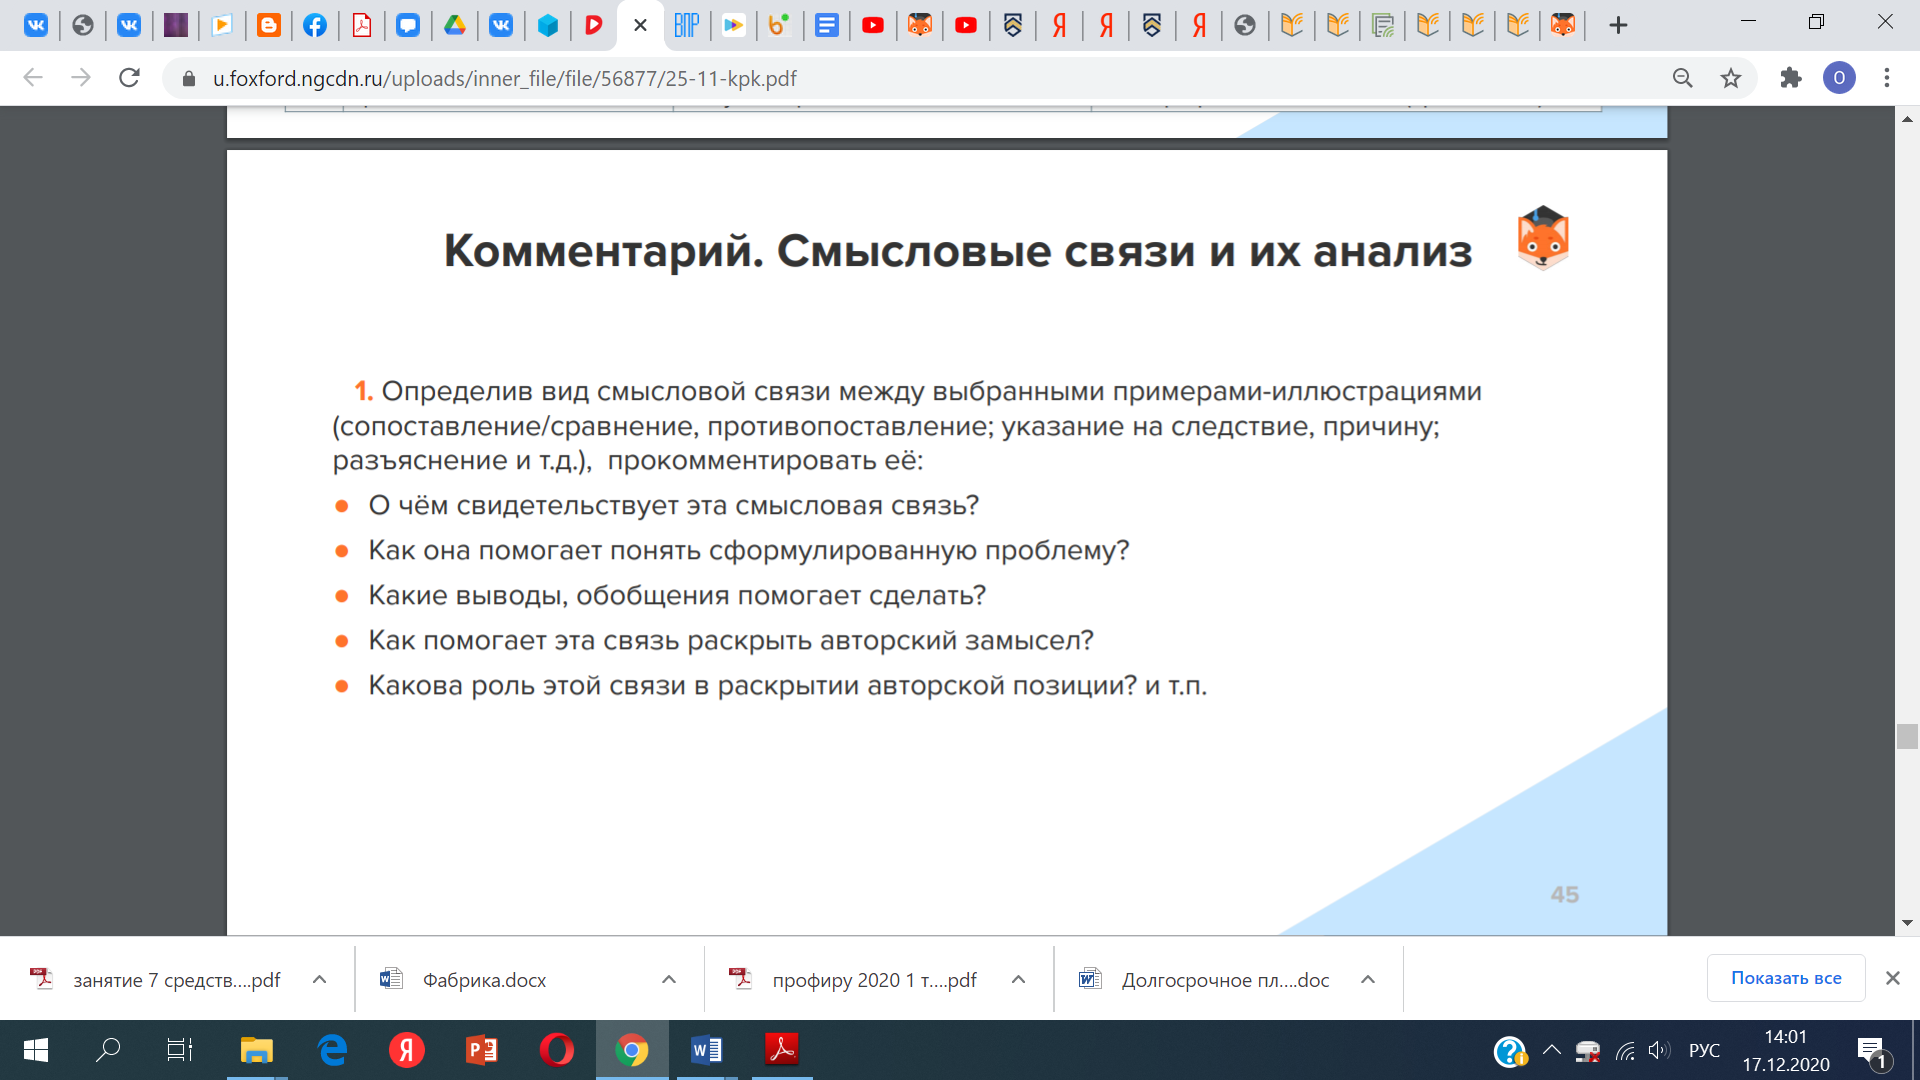 u.foxford.ngcdn.ru/uploads/inner_file/file/56877/25-11-kpk.pdf
О
Комментарий. Смысловые связи и их анализ
1. Определив вид смысловой связи между выбранными примерами-иллюстрациями
(сопоставление/сравнение, противопоставление; указание на следствие, причину;
разъяснение и т.д.), прокомментировать её:
● О чём свидетельствует эта смысловая связь?
● Как она помогает понять сформулированную проблему?
● Какие выводы, обобщения помогает сделать?
● Как помогает эта связь раскрыть авторский замысел?
● Какова роль этой связи в раскрытии авторской позиции? и т.п.
45
занятие 7 средств....pdf
Фабрика.docx
профиру 2020 1 т....pdf
Долгосрочное пл....doc
Показать все
РУС
14:01
17.12.2020
1